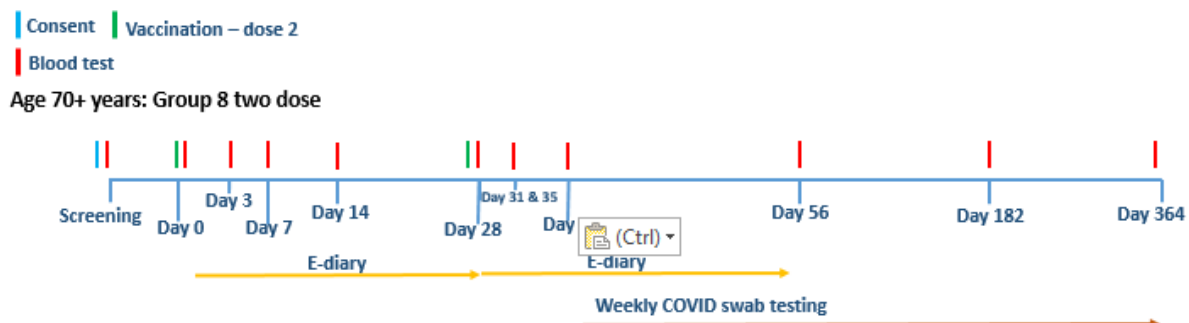 Consent Vaccination – dose 2
Blood test
Age 70+ years: Group 8 two dose
Screening Day 0 Day 3 Day 7 Day 14 Day 28 Day 31 & 35 Day Day 56 Day 182 Day 364
(Ctrl)
E-diary E-diary
Weekly COVID swab testing